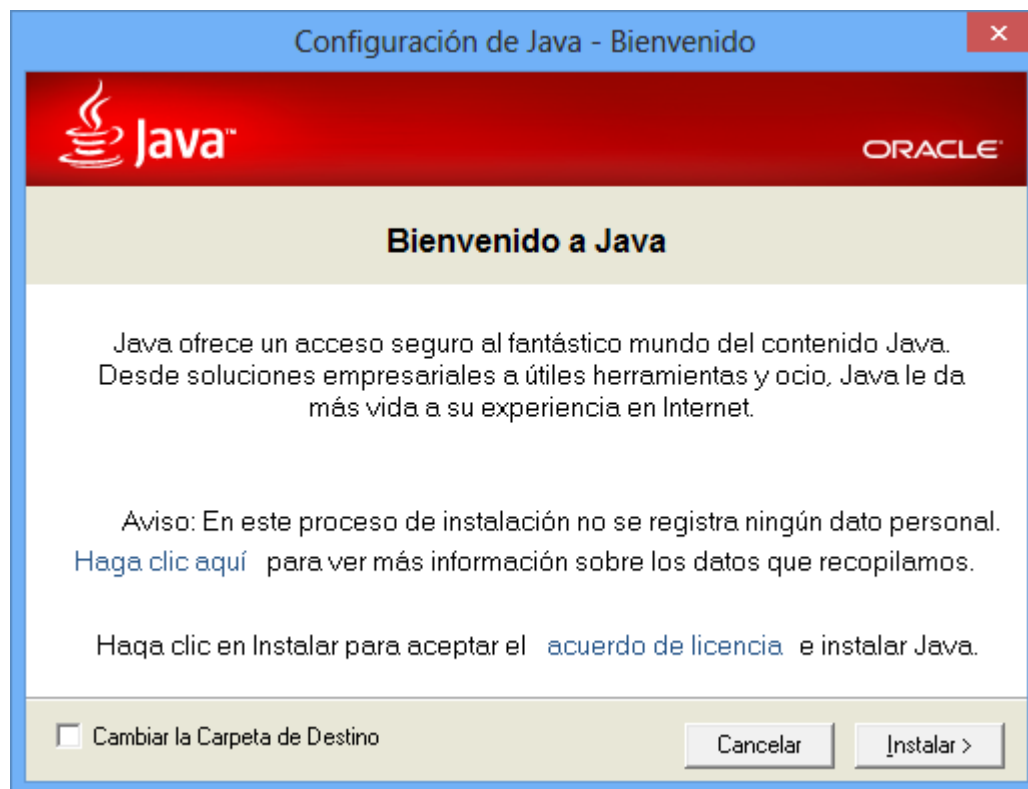 Configuración de Java - Bienvenido
Java™
ORACLE®
Bienvenido a Java
Java ofrece un acceso seguro al fantástico mundo del contenido Java.
Desde soluciones empresariales a útiles herramientas y ocio, Java le da
más vida a su experiencia en Internet.
Aviso: En este proceso de instalación no se registra ningún dato personal.
Haga clic aquí para ver más información sobre los datos que recopilamos.
Haga clic en Instalar para aceptar el acuerdo de licencia e instalar Java.
Cambiar la Carpeta de Destino
Cancelar
Instalar >